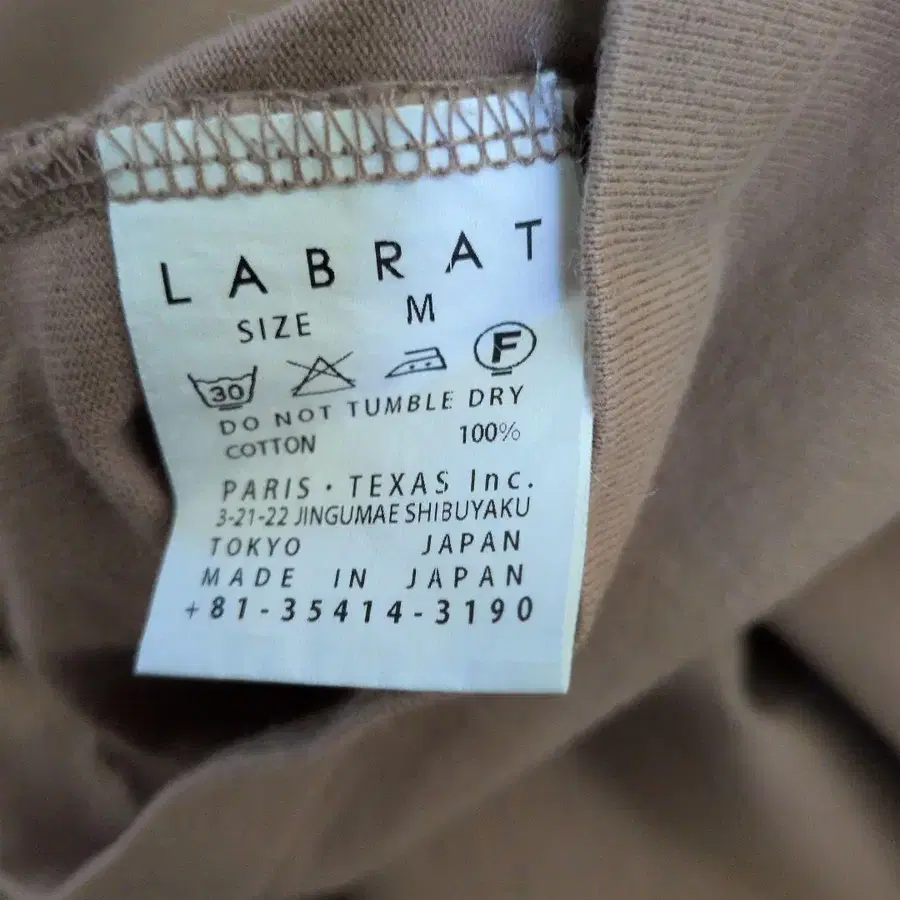 LABRAT
SIZE M
30 F
DO NOT TUMBLE DRY
COTTON 100%
PARIS・TEXAS Inc.
3-21-22 JINGUMAE SHIBUYAKU
TOKYO JAPAN
MADE IN JAPAN
+81-35414-3190